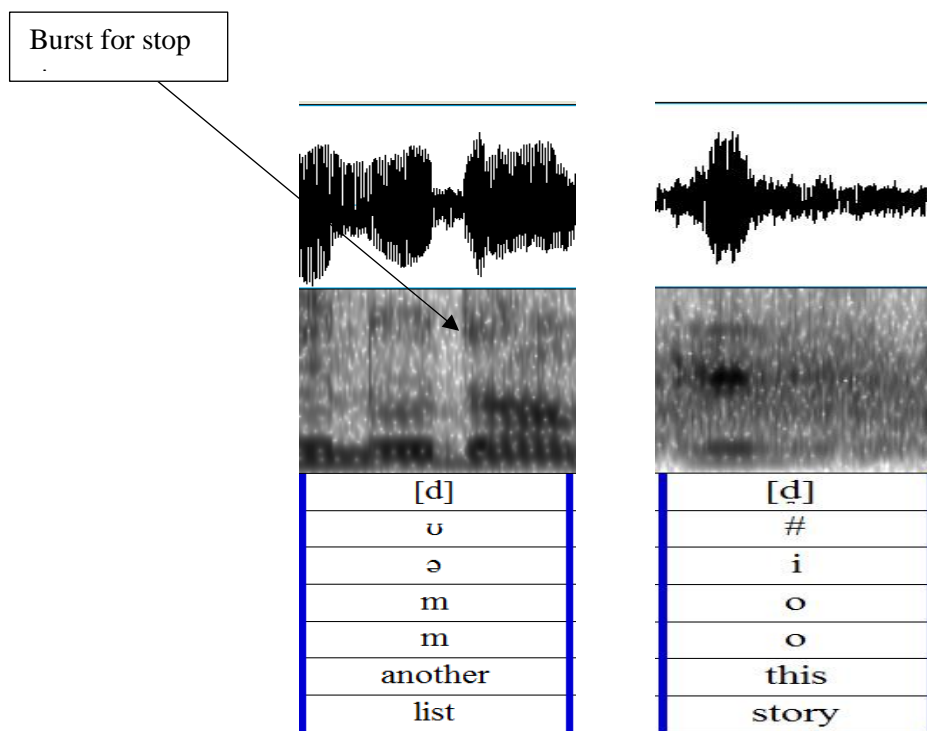 Burst for stop
[d]
ʊ
ə
m
m
another
list
[d̪]
#
i
o
o
this
story